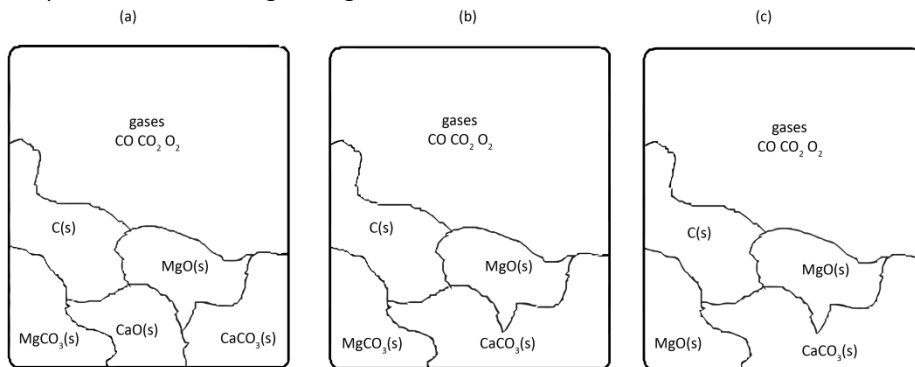 (a)
(b)
(c)
gases
CO CO₂ O₂
C(s)
MgO(s)
MgCO₃(s)
CaO(s)
CaCO₃(s)
gases
CO CO₂ O₂
C(s)
MgO(s)
MgCO₃(s)
CaCO₃(s)
gases
CO CO₂ O₂
C(s)
MgO(s)
MgO(s)
CaCO₃(s)